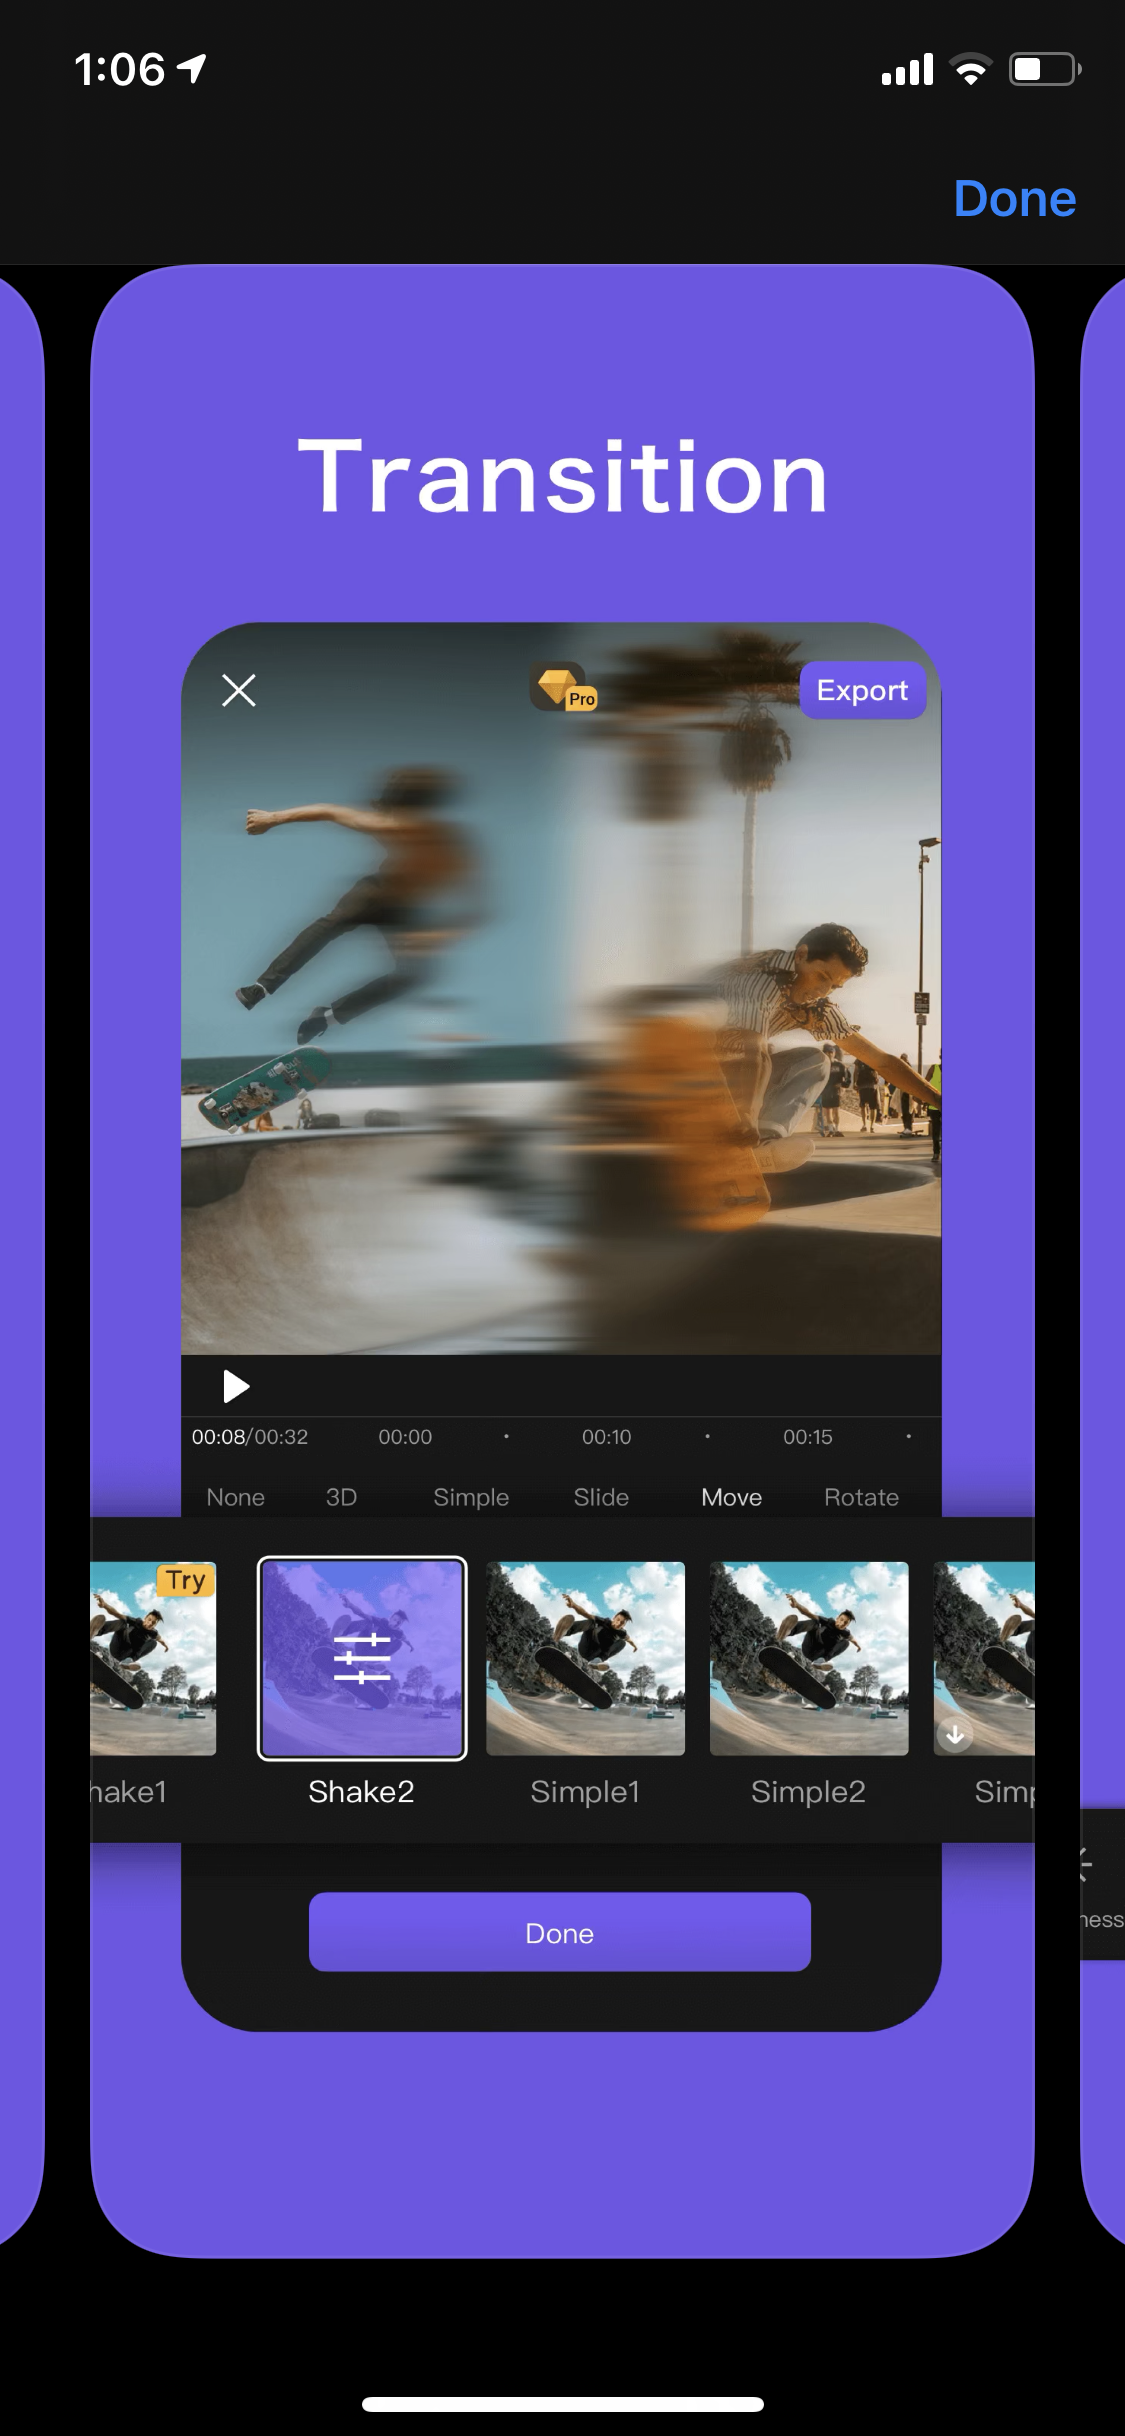 1:06
Done
Transition
Pro
Export
00:08/00:32 00:00 00:10 00:15
None 3D Simple Slide Move Rotate
Try
hake1 Shake2 Simple1 Simple2 Simp
ness
Done